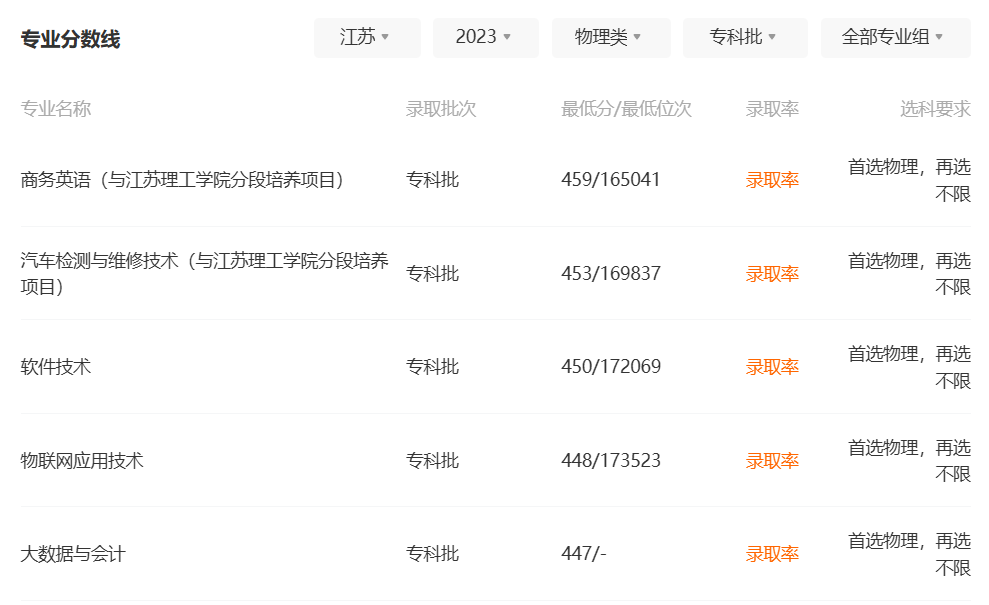 专业分数线 江苏 2023 物理类 专科批 全部专业组
专业名称 录取批次 最低分/最低位次 录取率 选科要求
商务英语（与江苏理工学院分段培养项目） 专科批 459/165041 录取率 首选物理，再选
不限
汽车检测与维修技术（与江苏理工学院分段培养
项目） 专科批 453/169837 录取率 首选物理，再选
不限
软件技术 专科批 450/172069 录取率 首选物理，再选
不限
物联网应用技术 专科批 448/173523 录取率 首选物理，再选
不限
大数据与会计 专科批 447/- 录取率 首选物理，再选
不限